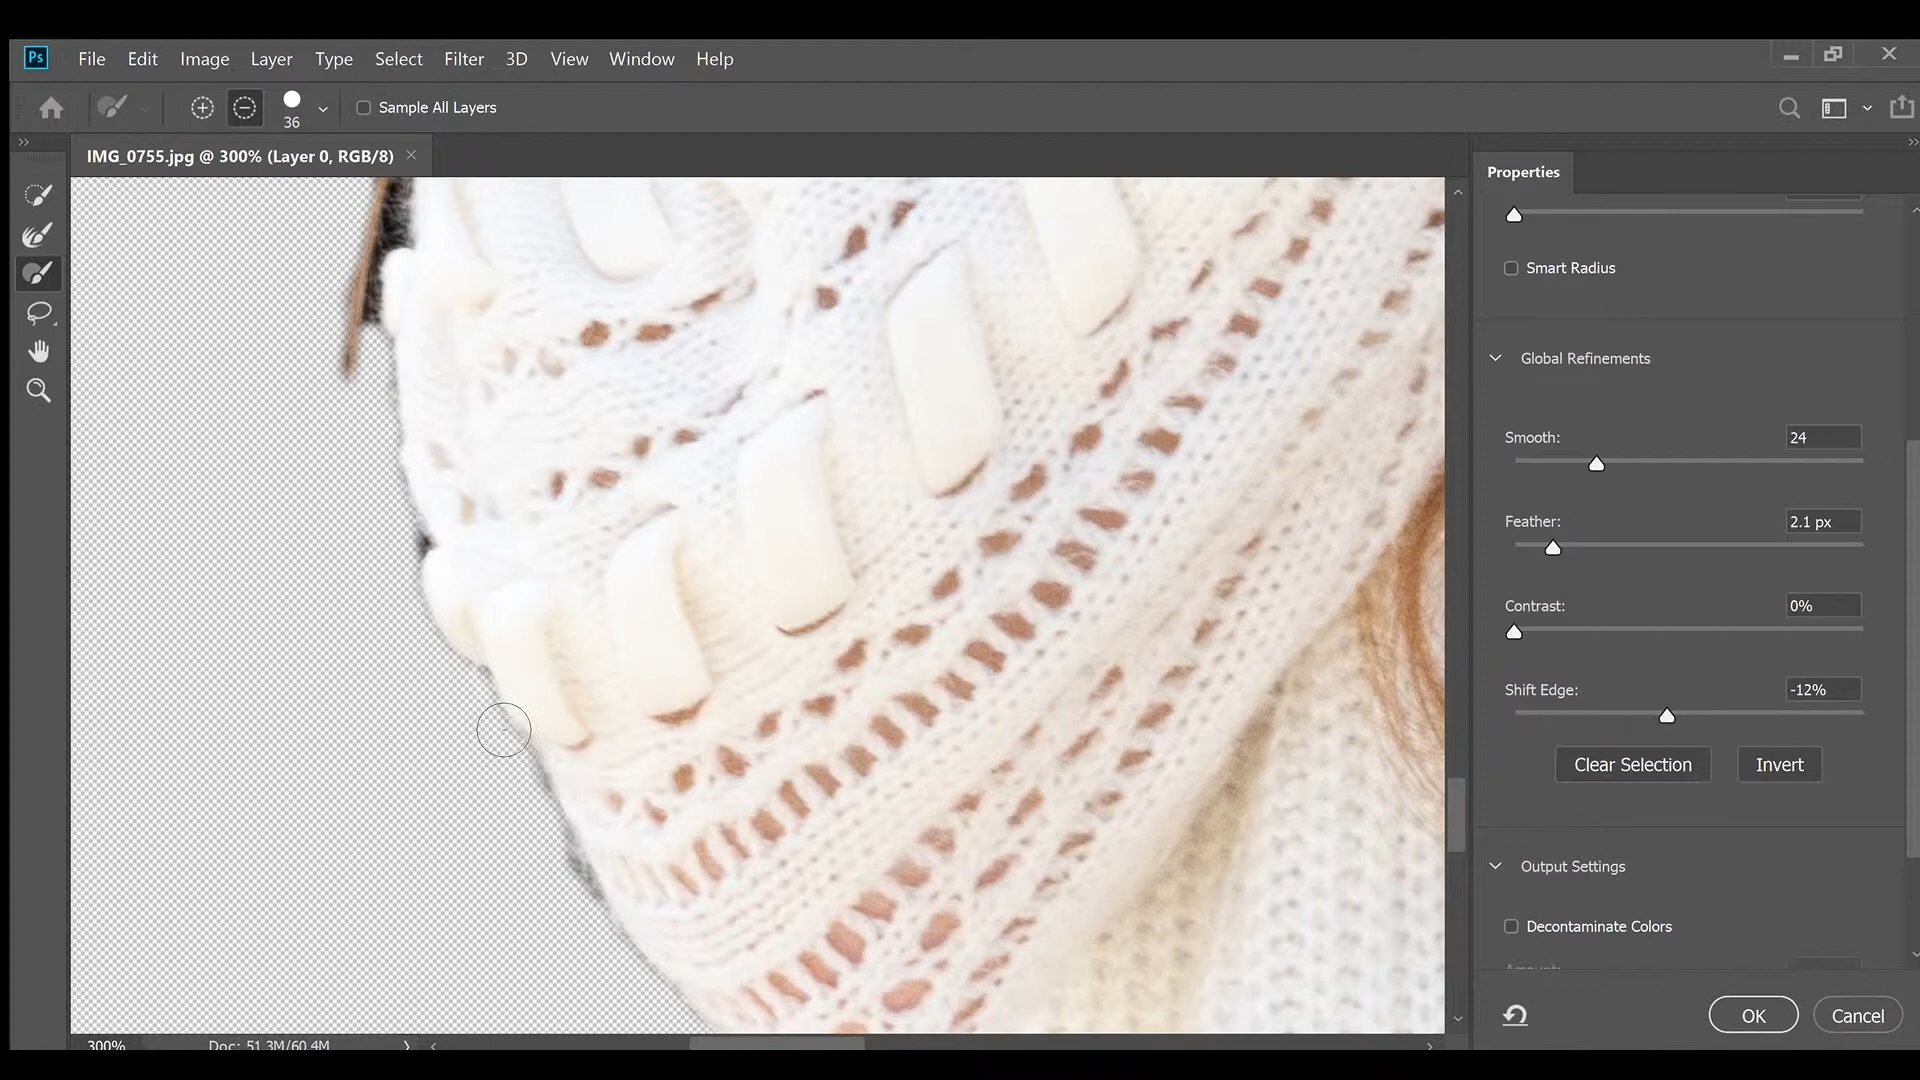 Ps File Edit Image Layer Type Select Filter 3D View Window Help
36 Sample All Layers
IMG_0755.jpg @ 300% (Layer 0, RGB/8)
Properties
Smart Radius
Global Refinements
Smooth: 24
Feather: 2.1 px
Contrast: 0%
Shift Edge: -12%
Clear Selection Invert
Output Settings
Decontaminate Colors
Amount:
OK Cancel
300% Doc: 51.3M/60.4M